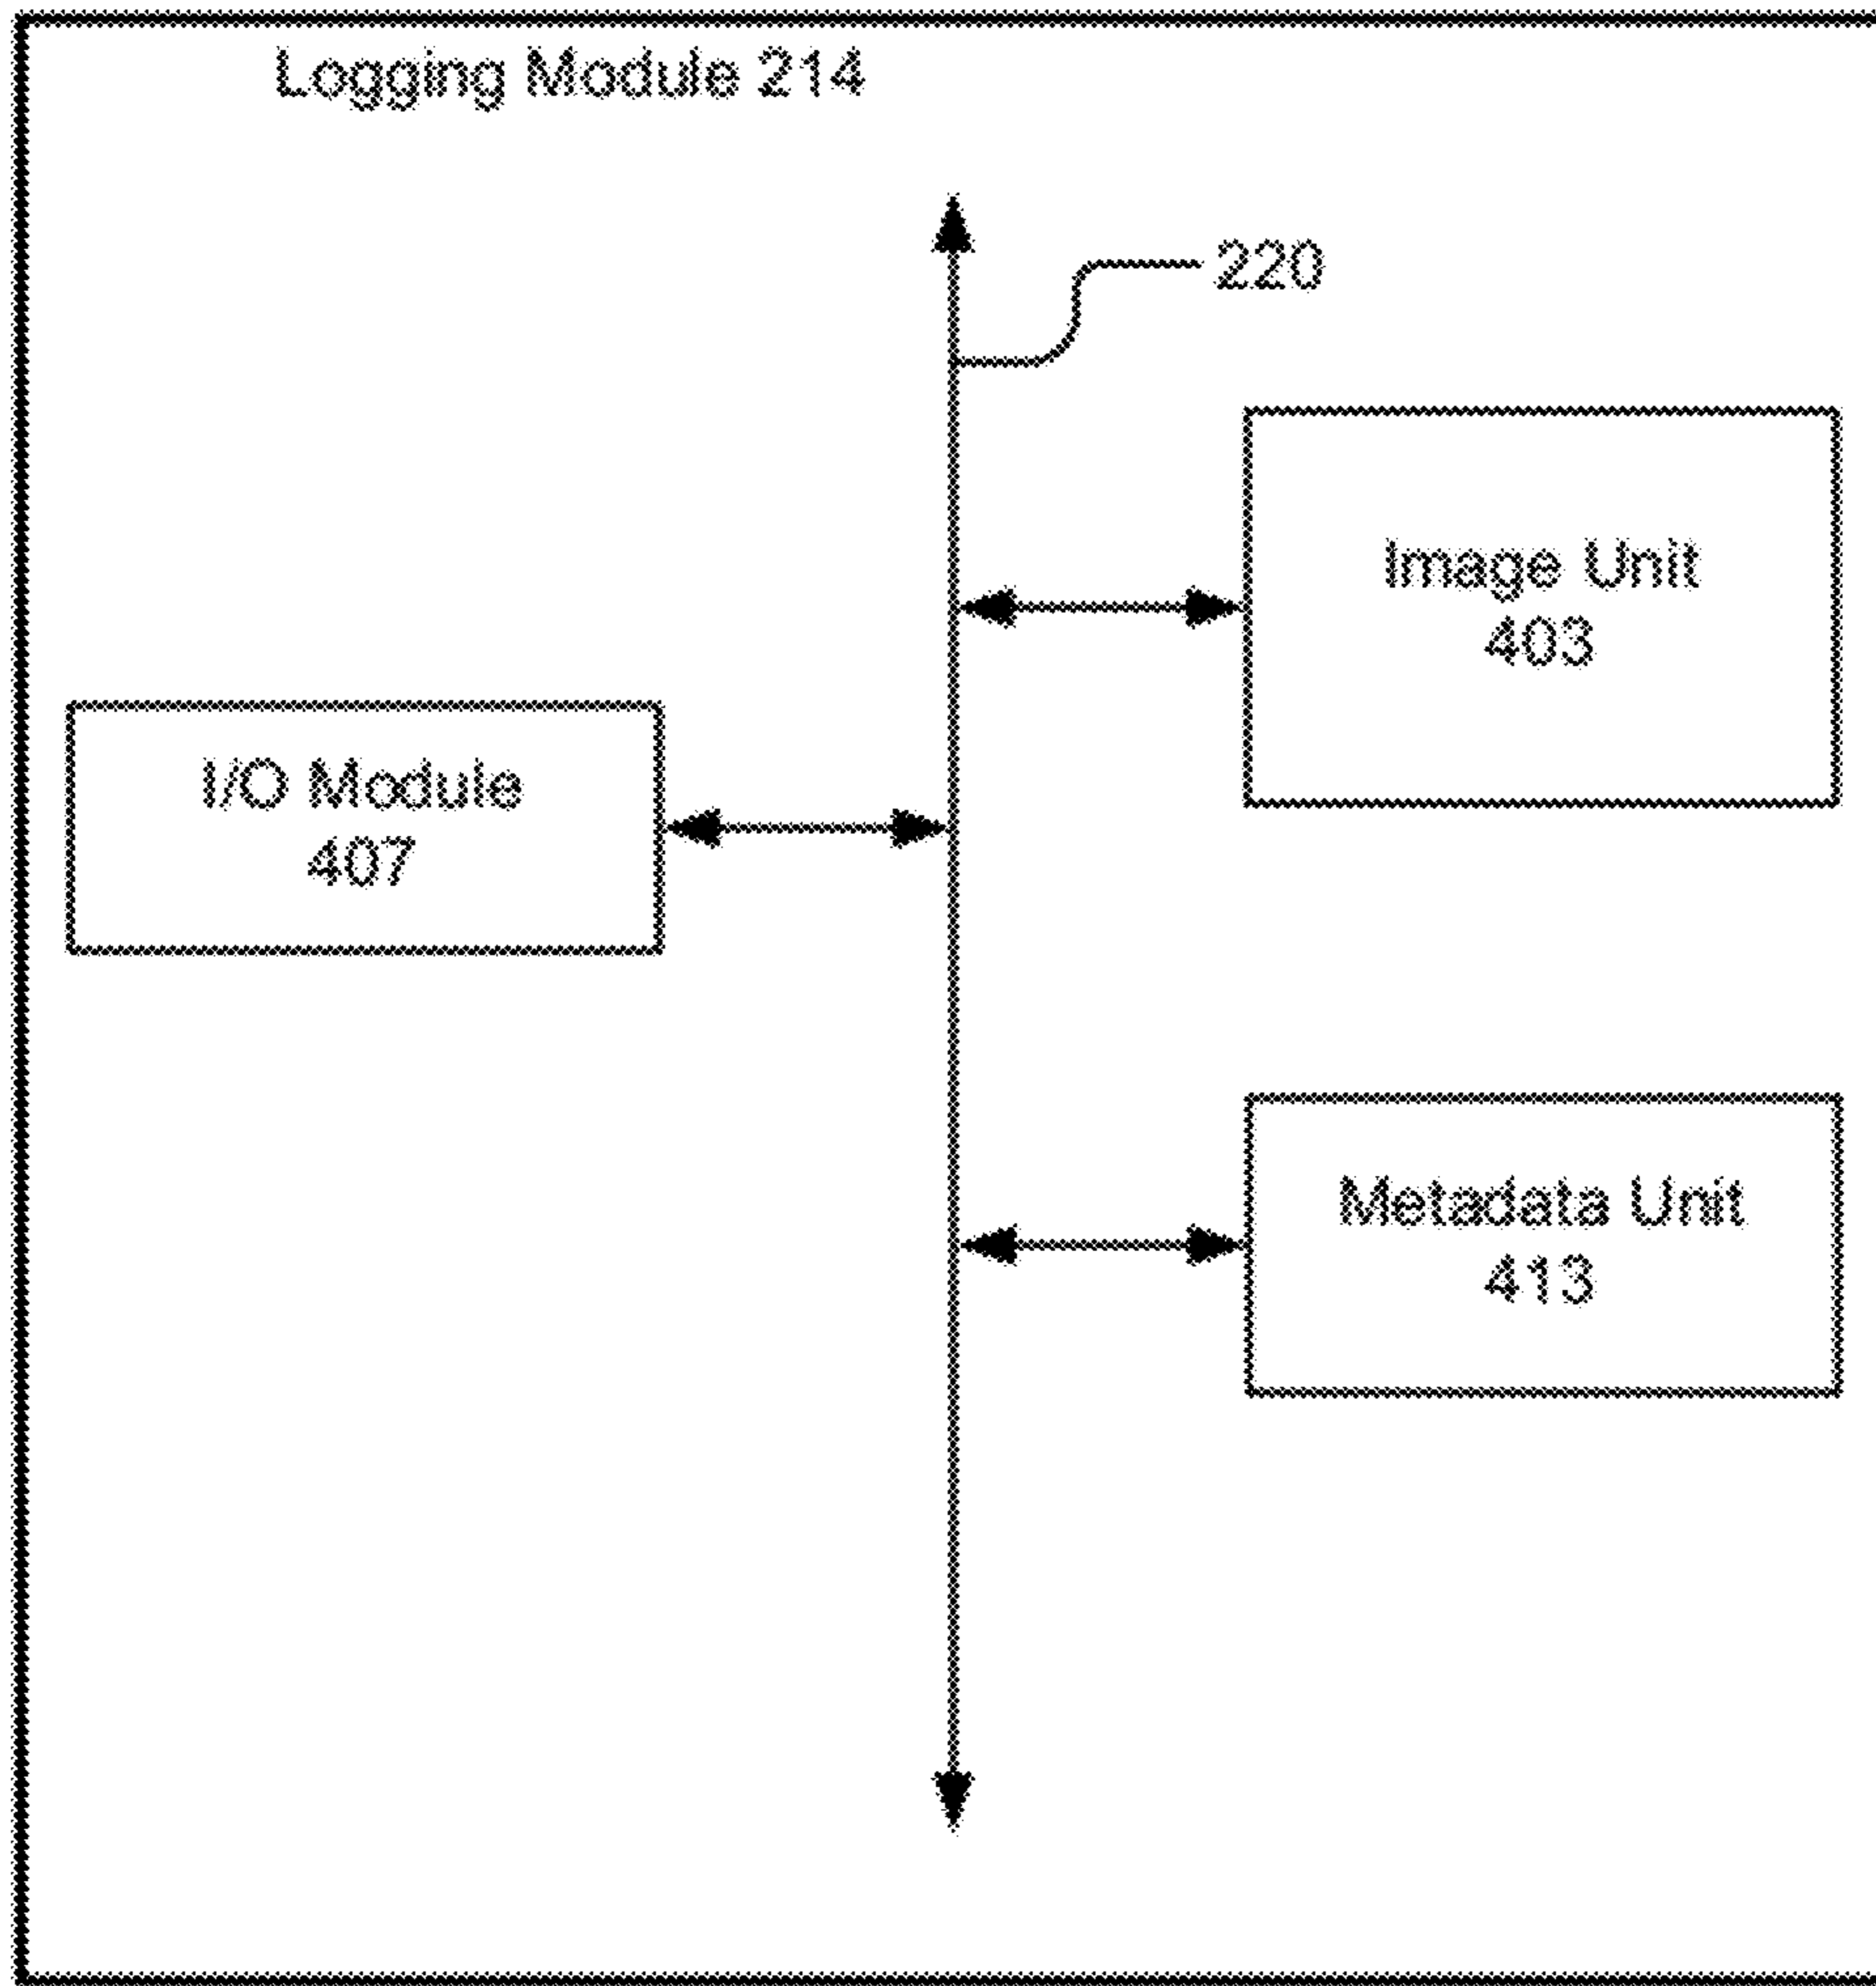 Logging Module 214
220
Image Unit
403
I/O Module
407
Metadata Unit
413